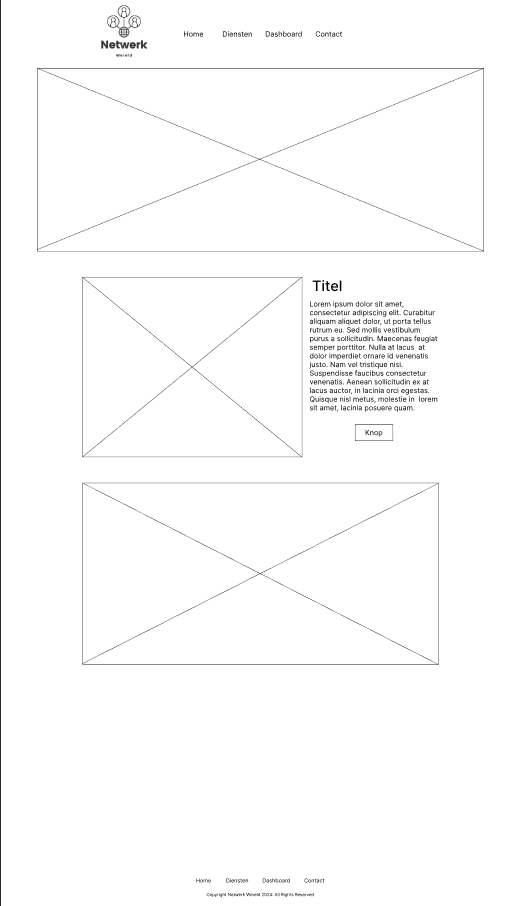 Netwerk
Wereld
Home Diensten Dashboard Contact
Titel
Lorem ipsum dolor sit amet,
consectetur adipiscing elit. Curabitur
aliquam aliquet dolor, ut porta tellus
rutrum eu. Sed mollis vestibulum
purus a sollicitudin. Maecenas feugiat
semper porttitor. Nulla at lacus at
dolor imperdiet ornare id venenatis
justo. Nam vel tristique nisi.
Suspendisse faucibus consectetur
venenatis. Aenean sollicitudin ex at
lacus auctor, in lacinia orci egestas.
Quisque nisl metus, molestie in lorem
sit amet, lacinia posuere quam.
Knop
Home Diensten Dashboard Contact
Copyright Netwerk Wereld 2024. All Rights Reserved